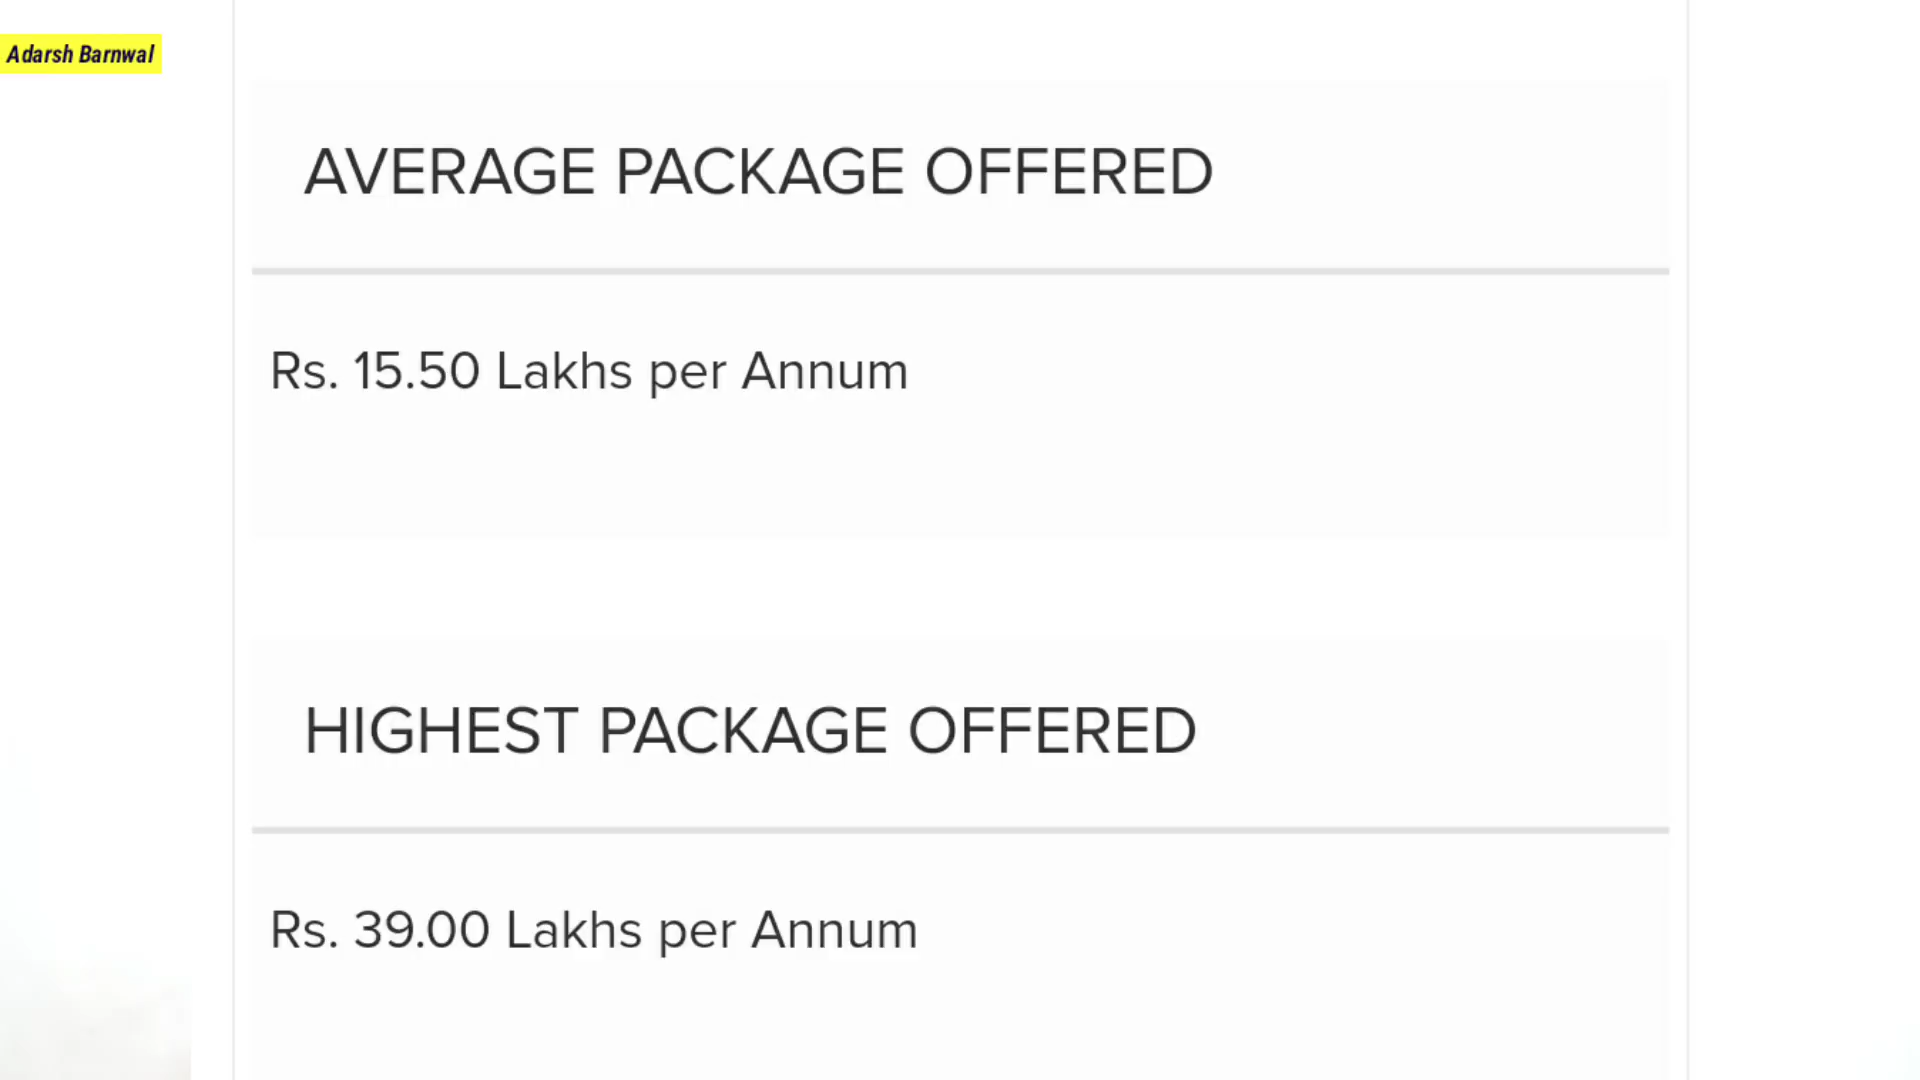 Adarsh Barnwal
AVERAGE PACKAGE OFFERED
Rs. 15.50 Lakhs per Annum
HIGHEST PACKAGE OFFERED
Rs. 39.00 Lakhs per Annum